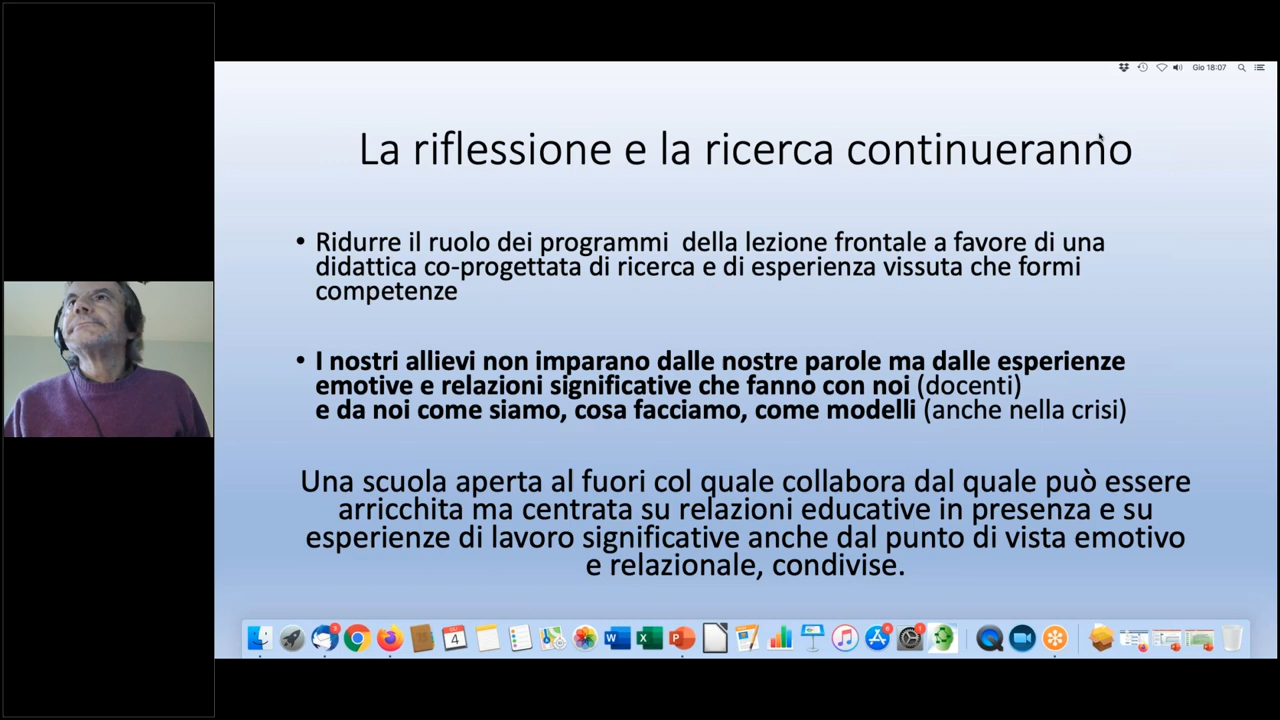 Gio 18:07
La riflessione e la ricerca continueranno
• Ridurre il ruolo dei programmi  della lezione frontale a favore di una
didattica co-progettata di ricerca e di esperienza vissuta che formi
competenze
• I nostri allievi non imparano dalle nostre parole ma dalle esperienze
emotive e relazioni significative che fanno con noi (docenti)
e da noi come siamo, cosa facciamo, come modelli (anche nella crisi)
Una scuola aperta al fuori col quale collabora dal quale può essere
arricchita ma centrata su relazioni educative in presenza e su
esperienze di lavoro significative anche dal punto di vista emotivo
e relazionale, condivise.